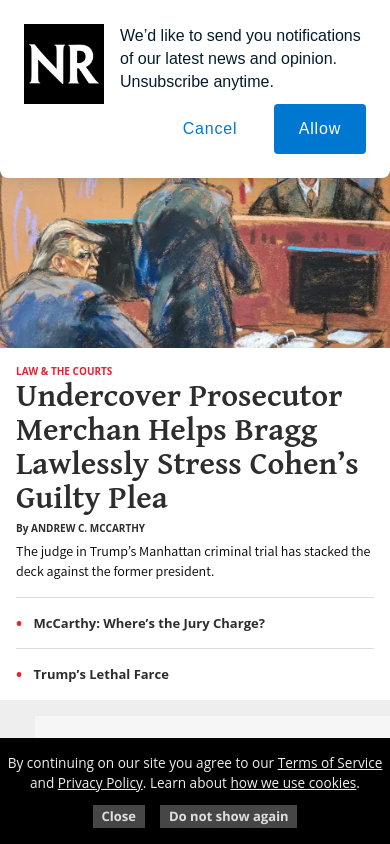 NR
We’d like to send you notifications
of our latest news and opinion.
Unsubscribe anytime.
Cancel
Allow
LAW & THE COURTS
Undercover Prosecutor
Merchan Helps Bragg
Lawlessly Stress Cohen’s
Guilty Plea
By ANDREW C. MCCARTHY
The judge in Trump’s Manhattan criminal trial has stacked the
deck against the former president.
• McCarthy: Where’s the Jury Charge?
• Trump’s Lethal Farce
By continuing on our site you agree to our Terms of Service
and Privacy Policy. Learn about how we use cookies.
Close
Do not show again